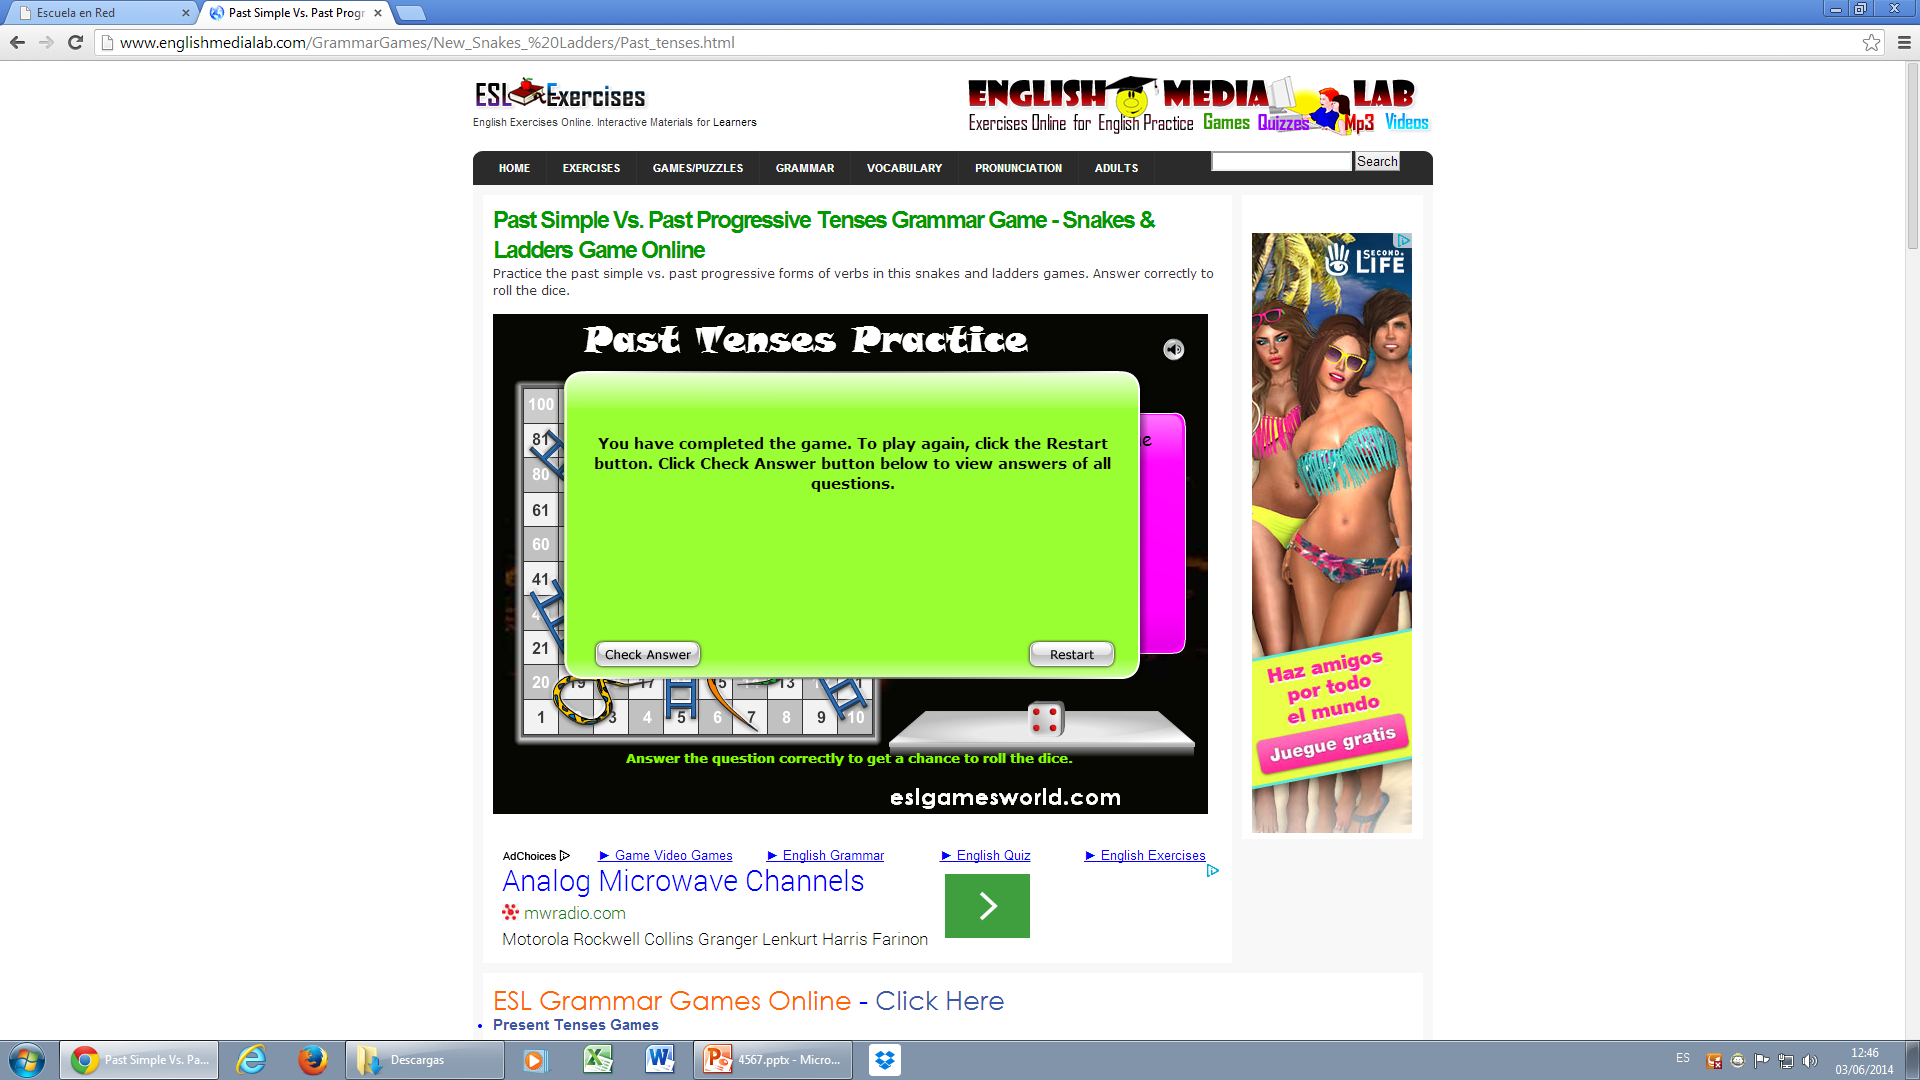 Escuela en Red
Past Simple Vs. Past Progr
www.englishmedialab.com/GrammarGames/New_Snakes_%20Ladders/Past_tenses.html
ESL Exercises
English Exercises Online. Interactive Materials for Learners
ENGLISH MEDIA LAB
Exercises Online for English Practice Games Quizzes Mp3 Videos
HOME EXERCISES GAMES/PUZZLES GRAMMAR VOCABULARY PRONUNCIATION ADULTS Search
Past Simple Vs. Past Progressive Tenses Grammar Game - Snakes &
Ladders Game Online
Practice the past simple vs. past progressive forms of verbs in this snakes and ladders games. Answer correctly to
roll the dice.
Past Tenses Practice
100
81
80
61
60
41
21
20 19 17 5 13
1 3 4 5 6 7 8 9 10
You have completed the game. To play again, click the Restart
button. Click Check Answer button below to view answers of all
questions.
Check Answer Restart
Answer the question correctly to get a chance to roll the dice.
eslgamesworld.com
SECOND LIFE
Haz amigos
por todo
el mundo
Juegue gratis
AdChoices
► Game Video Games ► English Grammar ► English Quiz ► English Exercises
Analog Microwave Channels
mwradio.com
Motorola Rockwell Collins Granger Lenkurt Harris Farinon
ESL Grammar Games Online - Click Here
• Present Tenses Games
Past Simple Vs. Pa...
Descargas
4567.pptx - Micro...
ES
12:46
03/06/2014